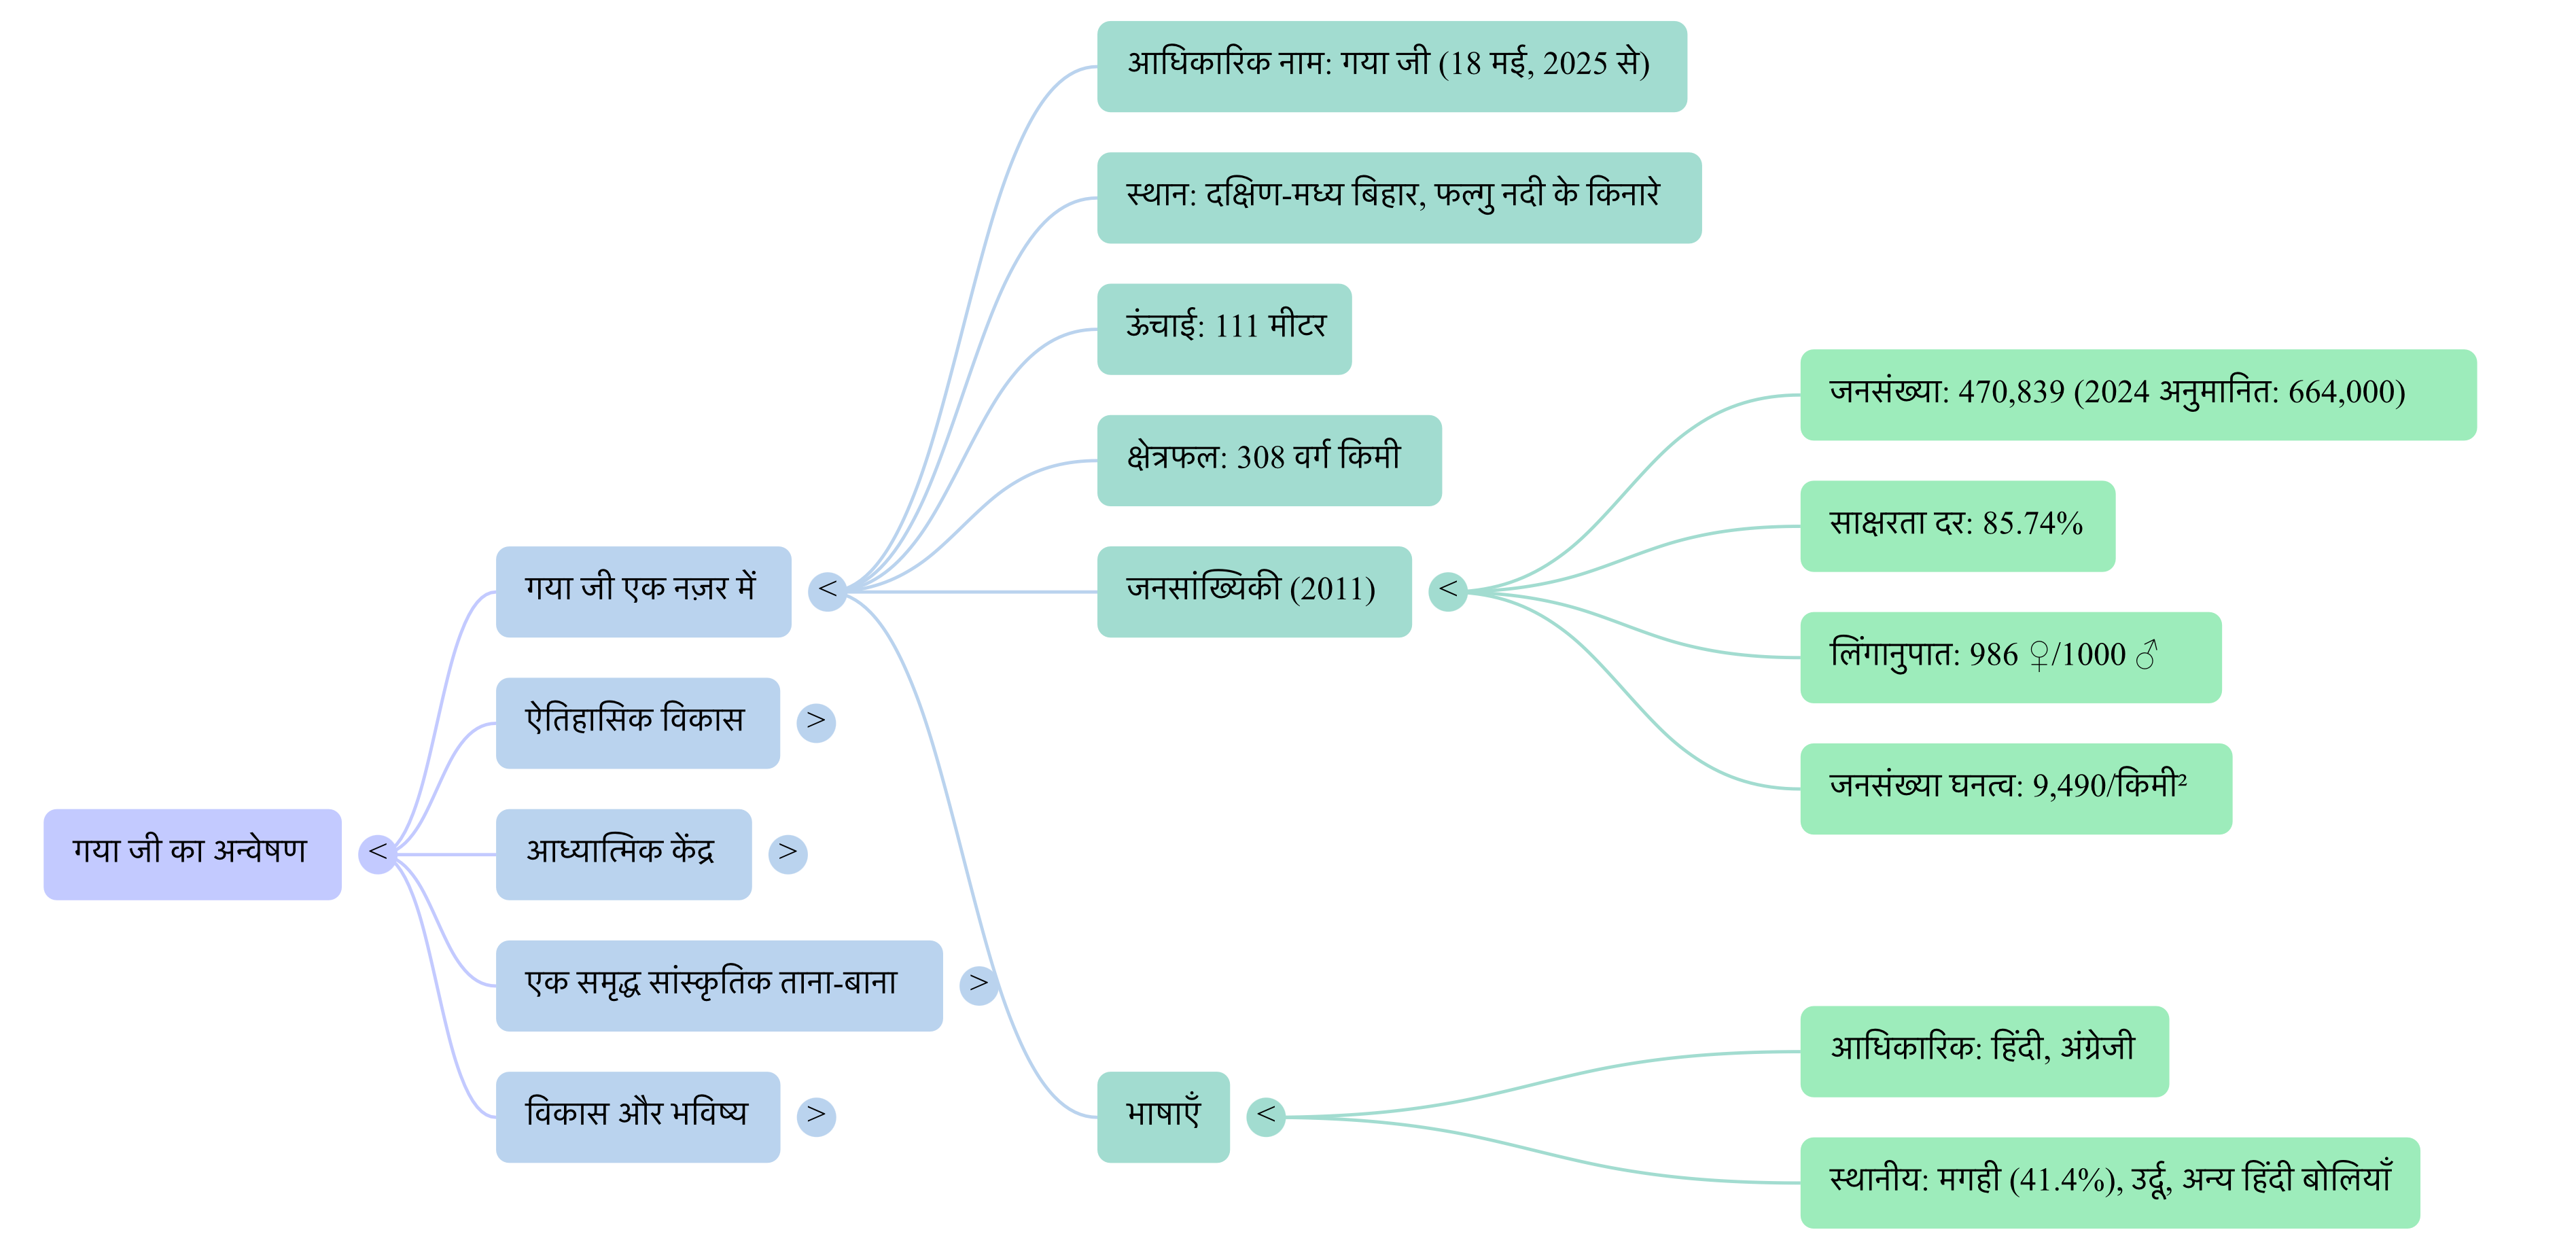 गया जी का अन्वेषण
<
गया जी एक नज़र में
<
आधिकारिक नाम: गया जी (18 मई, 2025 से)
स्थान: दक्षिण-मध्य बिहार, फल्गु नदी के किनारे
ऊंचाई: 111 मीटर
क्षेत्रफल: 308 वर्ग किमी
जनसांख्यिकी (2011)
<
जनसंख्या: 470,839 (2024 अनुमानित: 664,000)
साक्षरता दर: 85.74%
लिंगानुपात: 986 ♀/1000 ♂
जनसंख्या घनत्व: 9,490/किमी²
भाषाएँ
<
आधिकारिक: हिंदी, अंग्रेजी
स्थानीय: मगही (41.4%), उर्दू, अन्य हिंदी बोलियाँ
ऐतिहासिक विकास
>
आध्यात्मिक केंद्र
>
एक समृद्ध सांस्कृतिक ताना-बाना
>
विकास और भविष्य
>